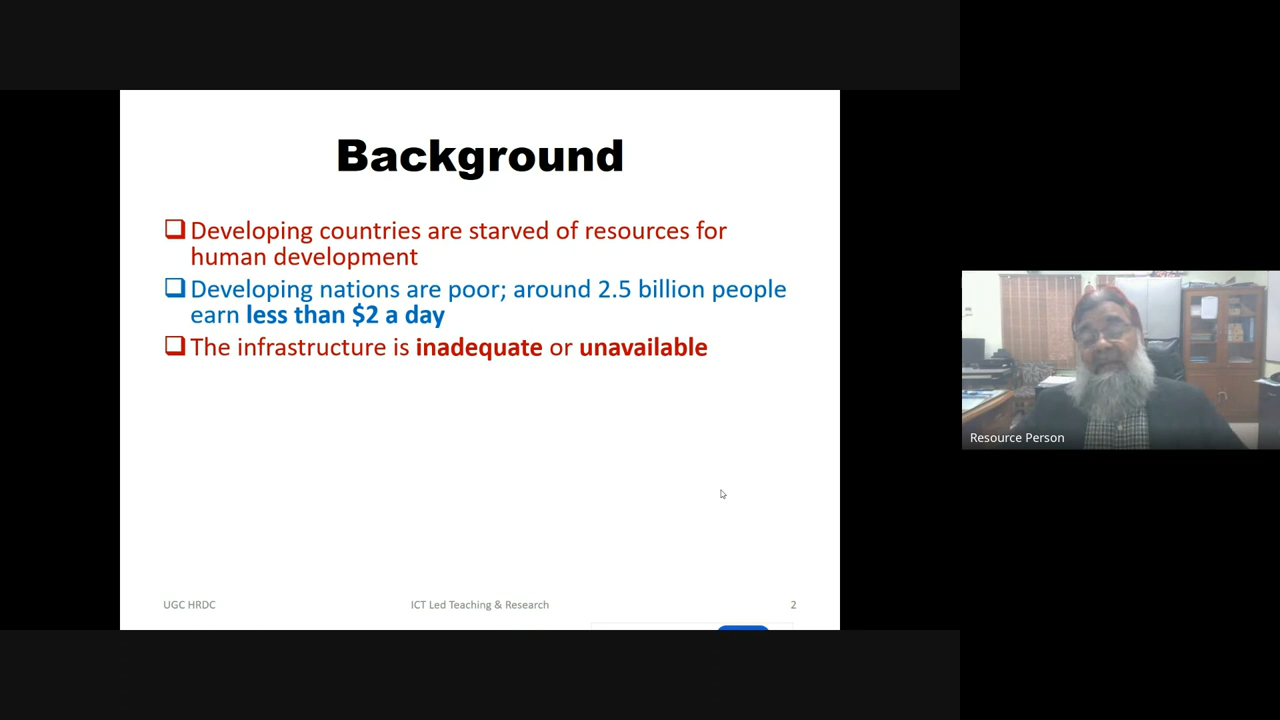 Background
Developing countries are starved of resources for
human development
Developing nations are poor; around 2.5 billion people
earn less than $2 a day
The infrastructure is inadequate or unavailable
UGC HRDC
ICT Led Teaching & Research
2
Resource Person